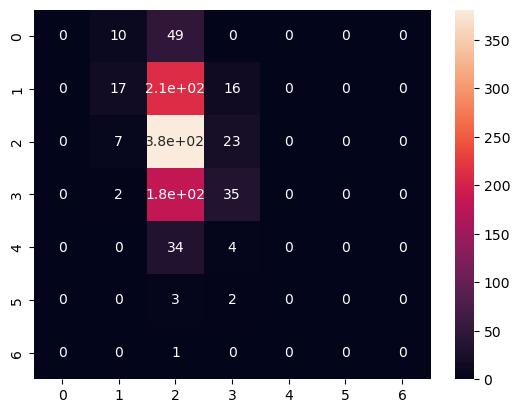 0 0 10 49 0 0 0 0
1 0 17 2.1e+02 16 0 0 0
2 0 7 3.8e+02 23 0 0 0
3 0 2 1.8e+02 35 0 0 0
4 0 0 34 4 0 0 0
5 0 0 3 2 0 0 0
6 0 0 1 0 0 0 0
0 1 2 3 4 5 6
350
300
250
200
150
100
50
0